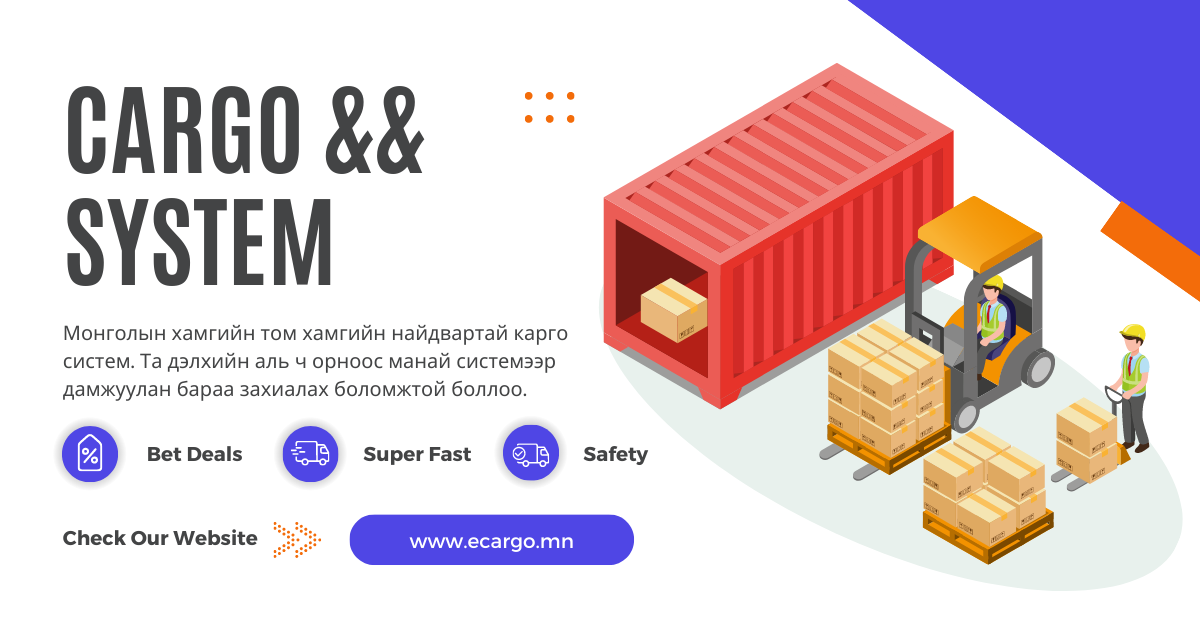 CARGO &&
SYSTEM
Монголын хамгийн том хамгийн найдвартай карго
систем. Та дэлхийн аль ч орноос манай системээр
дамжуулан бараа захиалах боломжтой боллоо.
Bet Deals
Super Fast
Safety
Check Our Website
www.ecargo.mn